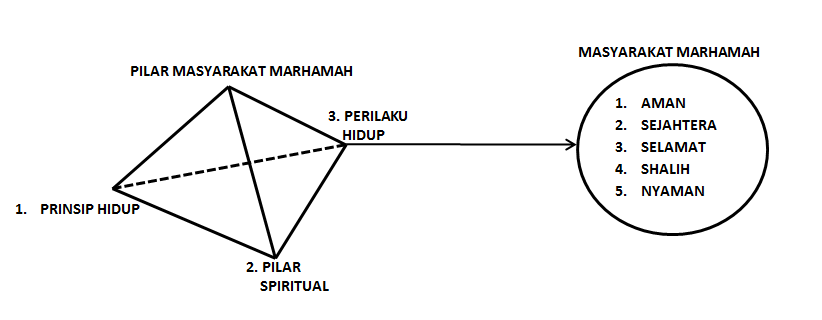 MASYARAKAT MARHAMAH
PILAR MASYARAKAT MARHAMAH
3. PERILAKU
HIDUP
1. PRINSIP HIDUP
2. PILAR
SPIRITUAL
1. AMAN
2. SEJAHTERA
3. SELAMAT
4. SHALIH
5. NYAMAN